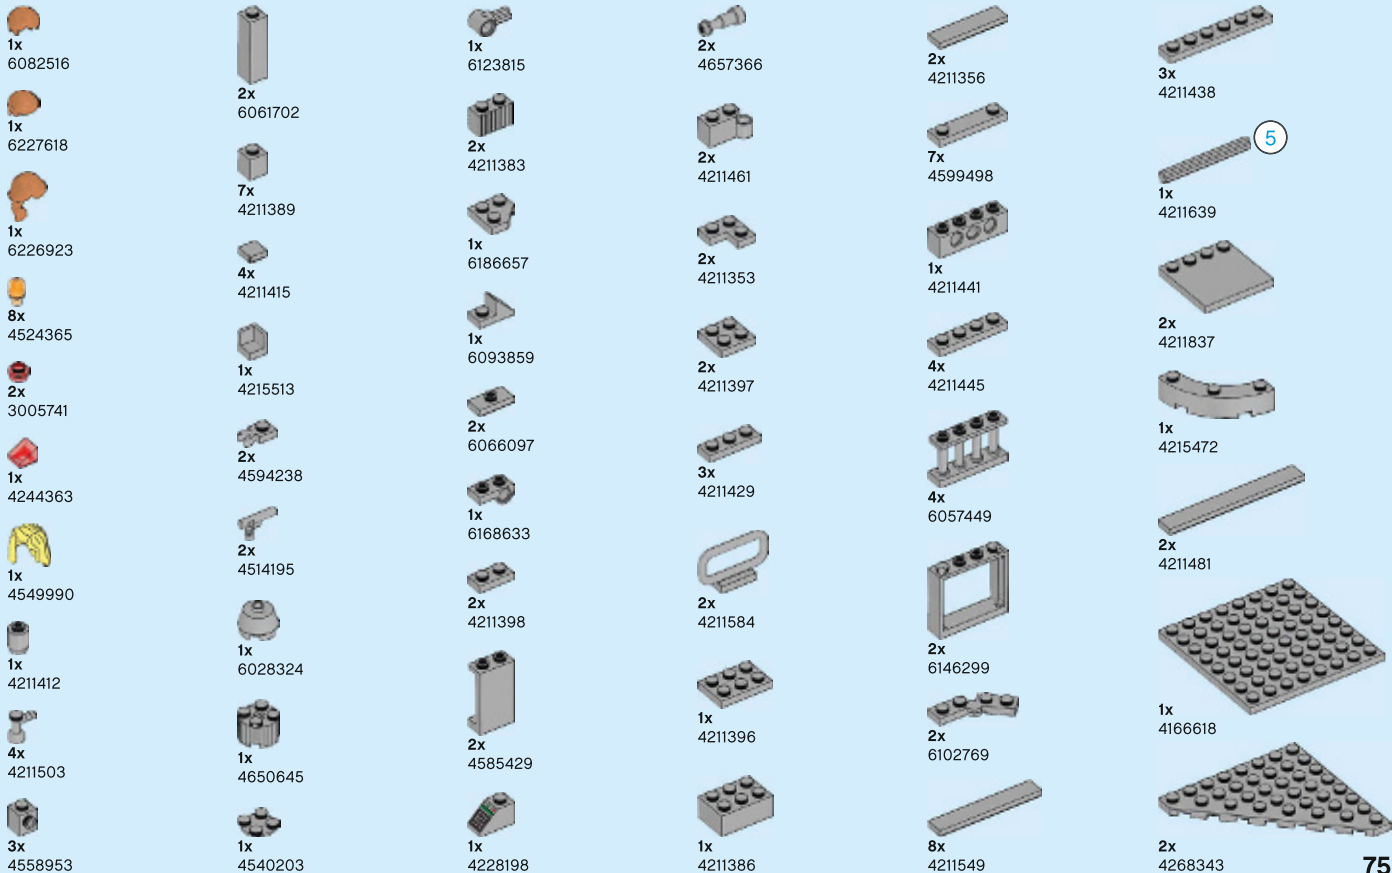 1x
6082516
1x
6227618
1x
6226923
8x
4524365
2x
3005741
1x
4244363
1x
4549990
1x
4211412
4x
4211503
3x
4558953
2x
6061702
7x
4211389
4x
4211415
1x
4215513
2x
4594238
2x
4514195
1x
6028324
1x
4650645
1x
4540203
1x
6123815
2x
4211383
1x
6186657
1x
6093859
2x
6066097
1x
6168633
2x
4211398
2x
4585429
1x
4228198
2x
4657366
2x
4211461
2x
4211353
2x
4211397
3x
4211429
2x
4211584
1x
4211396
1x
4211386
2x
4211356
7x
4599498
1x
4211441
4x
4211445
4x
6057449
2x
6146299
2x
6102769
8x
4211549
3x
4211438
5
1x
4211639
2x
4211837
1x
4215472
2x
4211481
1x
4166618
2x
4268343
75